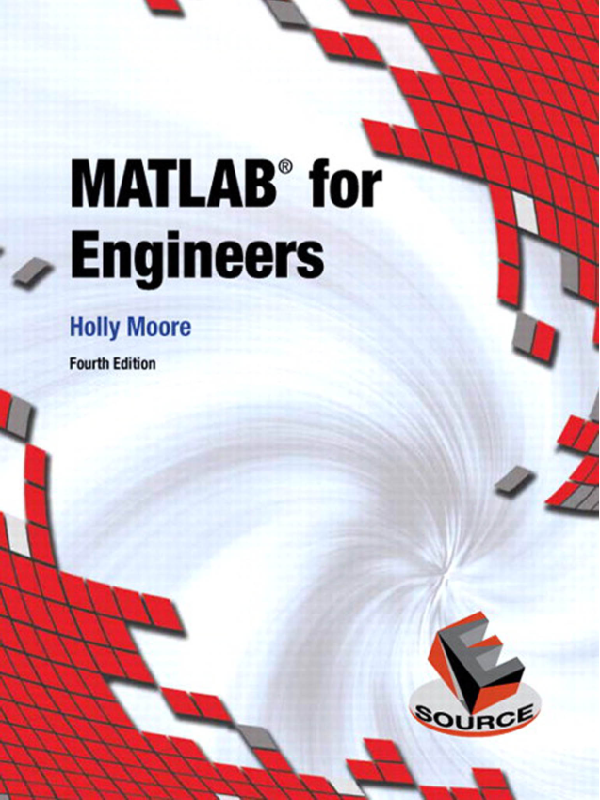 MATLAB® for
Engineers
Holly Moore
Fourth Edition
E
SOURCE